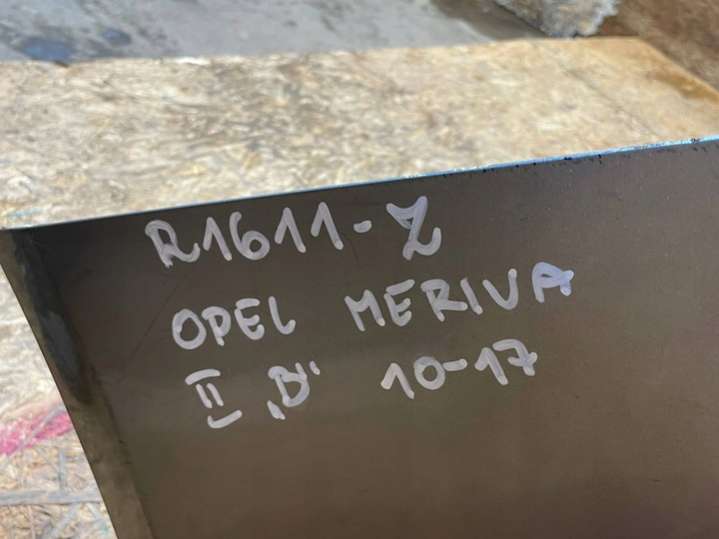 R1611-Z
OPEL MERIVA
II „B" 10-17